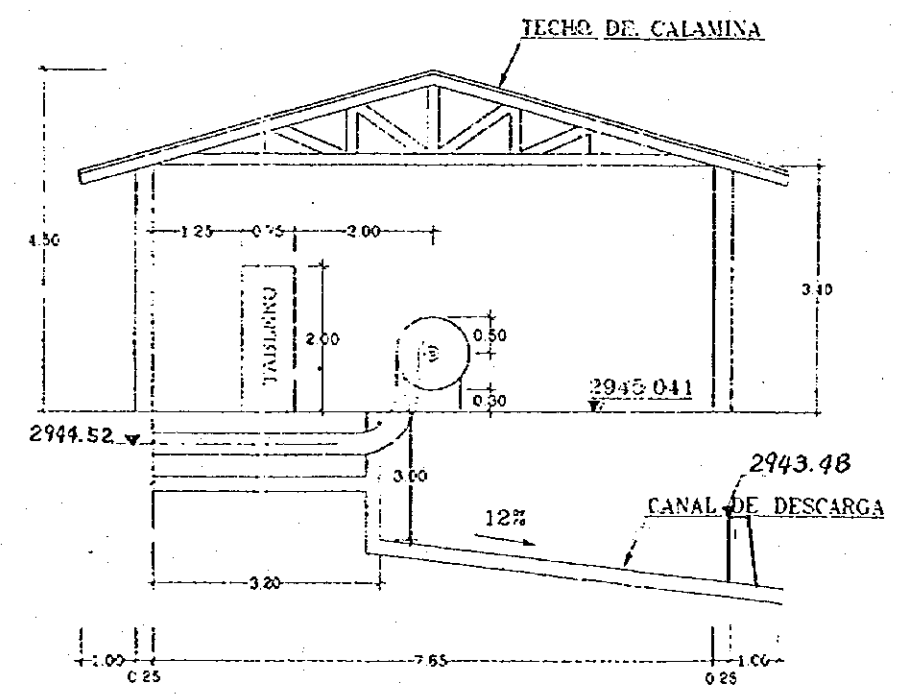 TECHO DE CALAMINA
4.50
1.25 0.75 2.00
3.40
TABLERO
2.00
0.50
0.30
2945.041
2944.52
3.00
2943.48
CANAL DE DESCARGA
12%
3.20
1.00 7.65 1.00
0.25 0.25